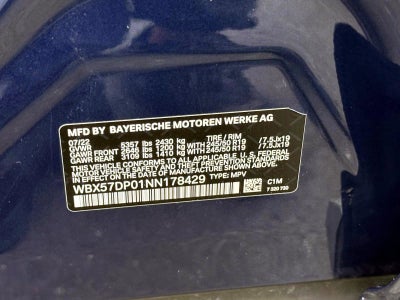 MFD BY BAYERISCHE MOTOREN WERKE AG
07/22 TIRE / RIM
GVWR 5357 lbs 2430 kg
GAWR FRONT 2646 lbs 1200 kg WITH 245/50 R19 /7.5Jx19
GAWR REAR 3109 lbs 1410 kg WITH 245/50 R19 /7.5Jx19
THIS VEHICLE CONFORMS TO ALL APPLICABLE U.S. FEDERAL
MOTOR VEHICLE SAFETY AND THEFT PREVENTION STANDARDS
IN EFFECT ON THE DATE OF MANUFACTURE SHOWN ABOVE.
WBX57DP01NN178429 TYPE: MPV C1M
7 320 720